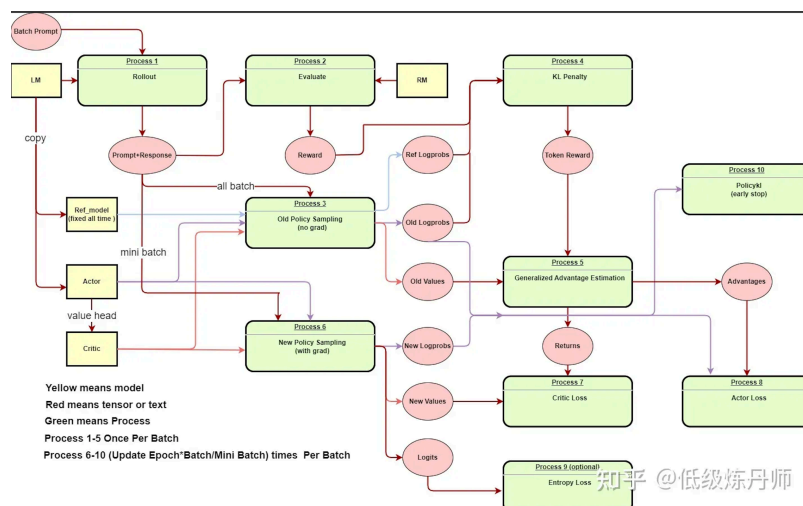 Batch Prompt
Process 1
Rollout
Process 2
Evaluate
Process 4
KL Penalty
LM
RM
copy
Prompt+Response
Reward
Ref Logprobs
Token Reward
Process 10
Policykl
(early stop)
all batch
Ref_model
(fixed all time )
Process 3
Old Policy Sampling
(no grad)
Old Logprobs
mini batch
Actor
Old Values
Process 5
Generalized Advantage Estimation
Advantages
value head
Critic
Process 6
New Policy Sampling
(with grad)
New Logprobs
Returns
Yellow means model
Red means tensor or text
Green means Process
Process 1-5 Once Per Batch
Process 6-10 (Update Epoch*Batch/Mini Batch) times Per Batch
New Values
Process 7
Critic Loss
Process 8
Actor Loss
Logits
Process 9 (optional)
Entropy Loss
知乎 @低级炼丹师